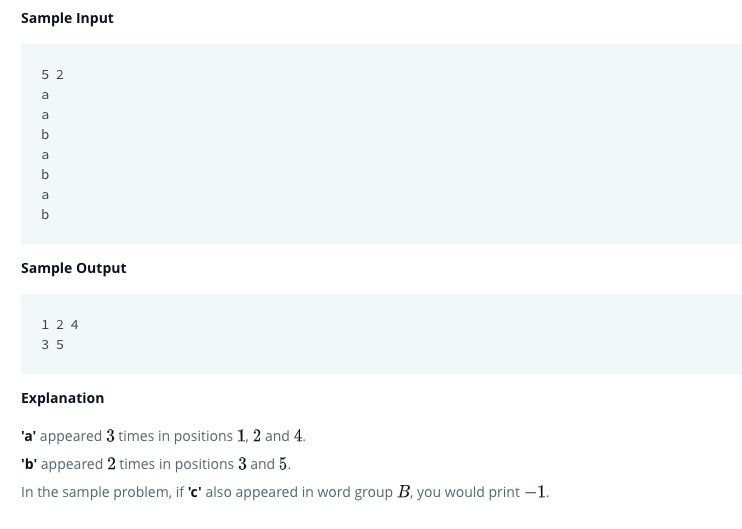 Sample Input
5 2
a
a
b
a
b
a
b
Sample Output
1 2 4
3 5
Explanation
'a' appeared 3 times in positions 1, 2 and 4.
'b' appeared 2 times in positions 3 and 5.
In the sample problem, if 'c' also appeared in word group B, you would print −1.